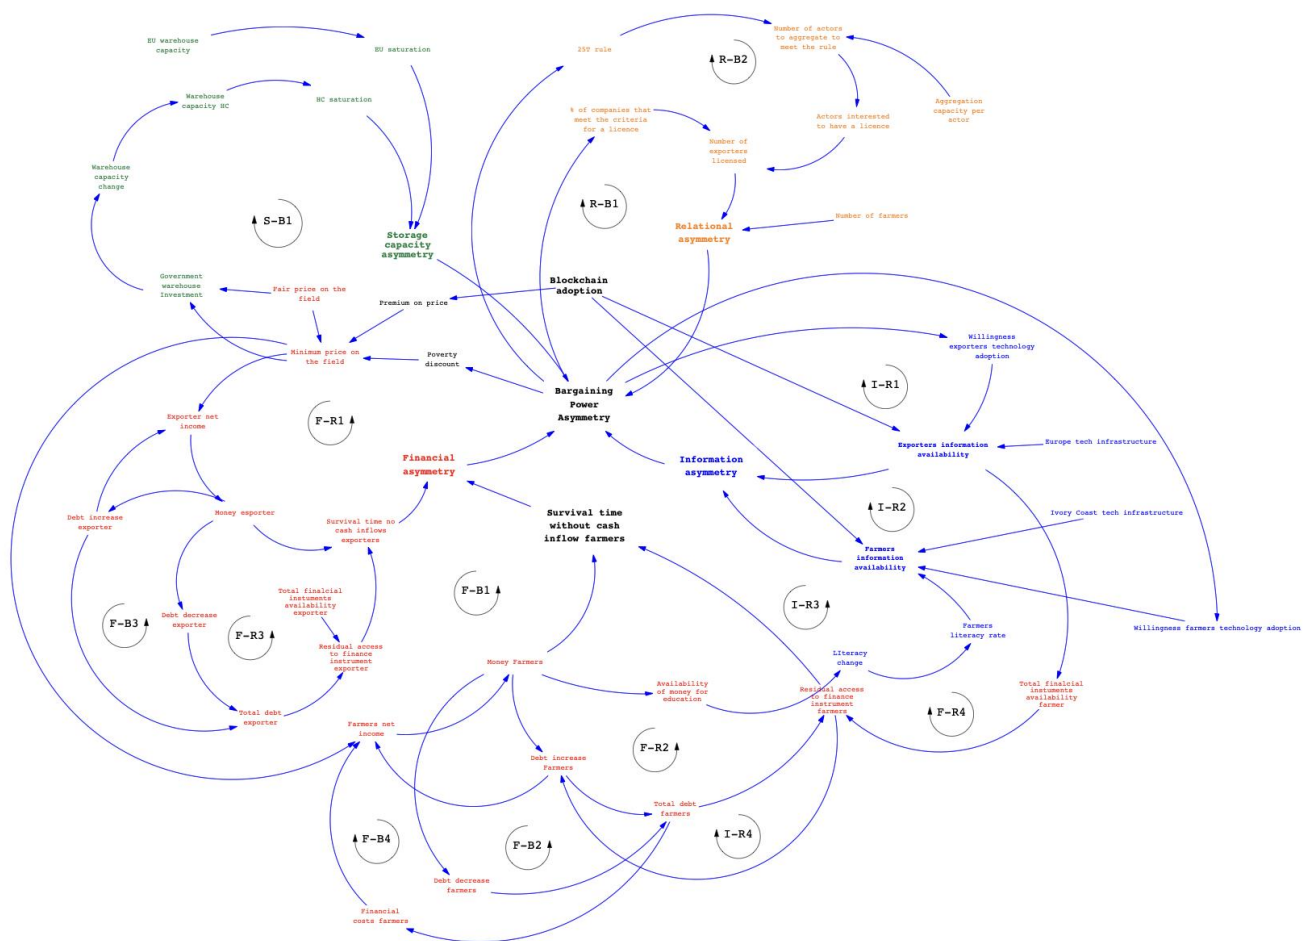 EU warehouse
capacity
EU saturation
Warehouse
capacity HC
HC saturation
Warehouse
capacity
change
S-B1
Storage
capacity
asymmetry
Government
warehouse
Investment
25T rule
Number of actors
to aggregate to
meet the rule
R-B2
% of companies that
meet the criteria
for a licence
Actors interested
to have a licence
Aggregation
capacity per
actor
Number of
exporters
licensed
R-B1
Relational
asymmetry
Number of farmers
Fair price on the
field
Premium on price
Blockchain
adoption
Minimum price on
the field
Poverty
discount
Bargaining
Power
Asymmetry
Willingness
exporters technology
adoption
I-R1
Exporter net
income
F-R1
Financial
asymmetry
Information
asymmetry
Exporters information
availability
Europe tech infrastructure
Debt increase
exporter
Money esporter
Survival time no
cash inflows
exporters
Survival time
without cash
inflow farmers
I-R2
Ivory Coast tech infrastructure
Farmers
information
availability
Total finalcial
instuments
availability
exporter
F-B1
I-R3
F-B3
Debt decrease
exporter
F-R3
Residual access
to finance
instrument
exporter
Farmers
literacy rate
Willingness farmers technology adoption
Money Farmers
LIteracy
change
Availability
of money for
education
Residual access
to finance
instrument
farmers
Total finalcial
instuments
availability
farmer
Total debt
exporter
Farmers net
income
F-R2
F-R4
Debt increase
Farmers
Total debt
farmers
F-B4
F-B2
I-R4
Debt decrease
farmers
Financial
costs farmers